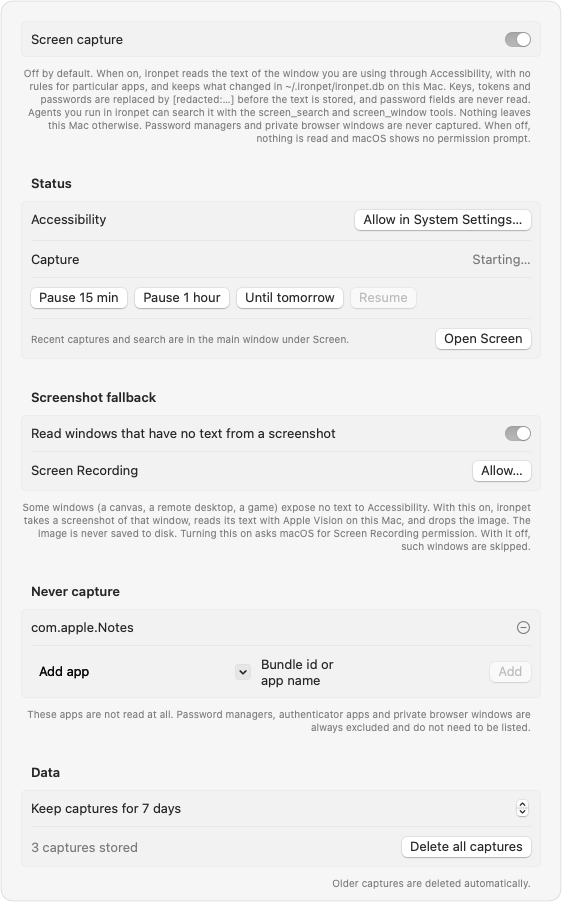 Screen capture
Off by default. When on, ironpet reads the text of the window you are using through Accessibility, with no
rules for particular apps, and keeps what changed in ~/.ironpet/ironpet.db on this Mac. Keys, tokens and
passwords are replaced by [redacted:...] before the text is stored, and password fields are never read.
Agents you run in ironpet can search it with the screen_search and screen_window tools. Nothing leaves
this Mac otherwise. Password managers and private browser windows are never captured. When off,
nothing is read and macOS shows no permission prompt.
Status
Accessibility
Allow in System Settings...
Capture
Starting...
Pause 15 min
Pause 1 hour
Until tomorrow
Resume
Recent captures and search are in the main window under Screen.
Open Screen
Screenshot fallback
Read windows that have no text from a screenshot
Screen Recording
Allow...
Some windows (a canvas, a remote desktop, a game) expose no text to Accessibility. With this on, ironpet
takes a screenshot of that window, reads its text with Apple Vision on this Mac, and drops the image. The
image is never saved to disk. Turning this on asks macOS for Screen Recording permission. With it off,
such windows are skipped.
Never capture
com.apple.Notes
Add app
Bundle id or
app name
Add
These apps are not read at all. Password managers, authenticator apps and private browser windows are
always excluded and do not need to be listed.
Data
Keep captures for 7 days
3 captures stored
Delete all captures
Older captures are deleted automatically.